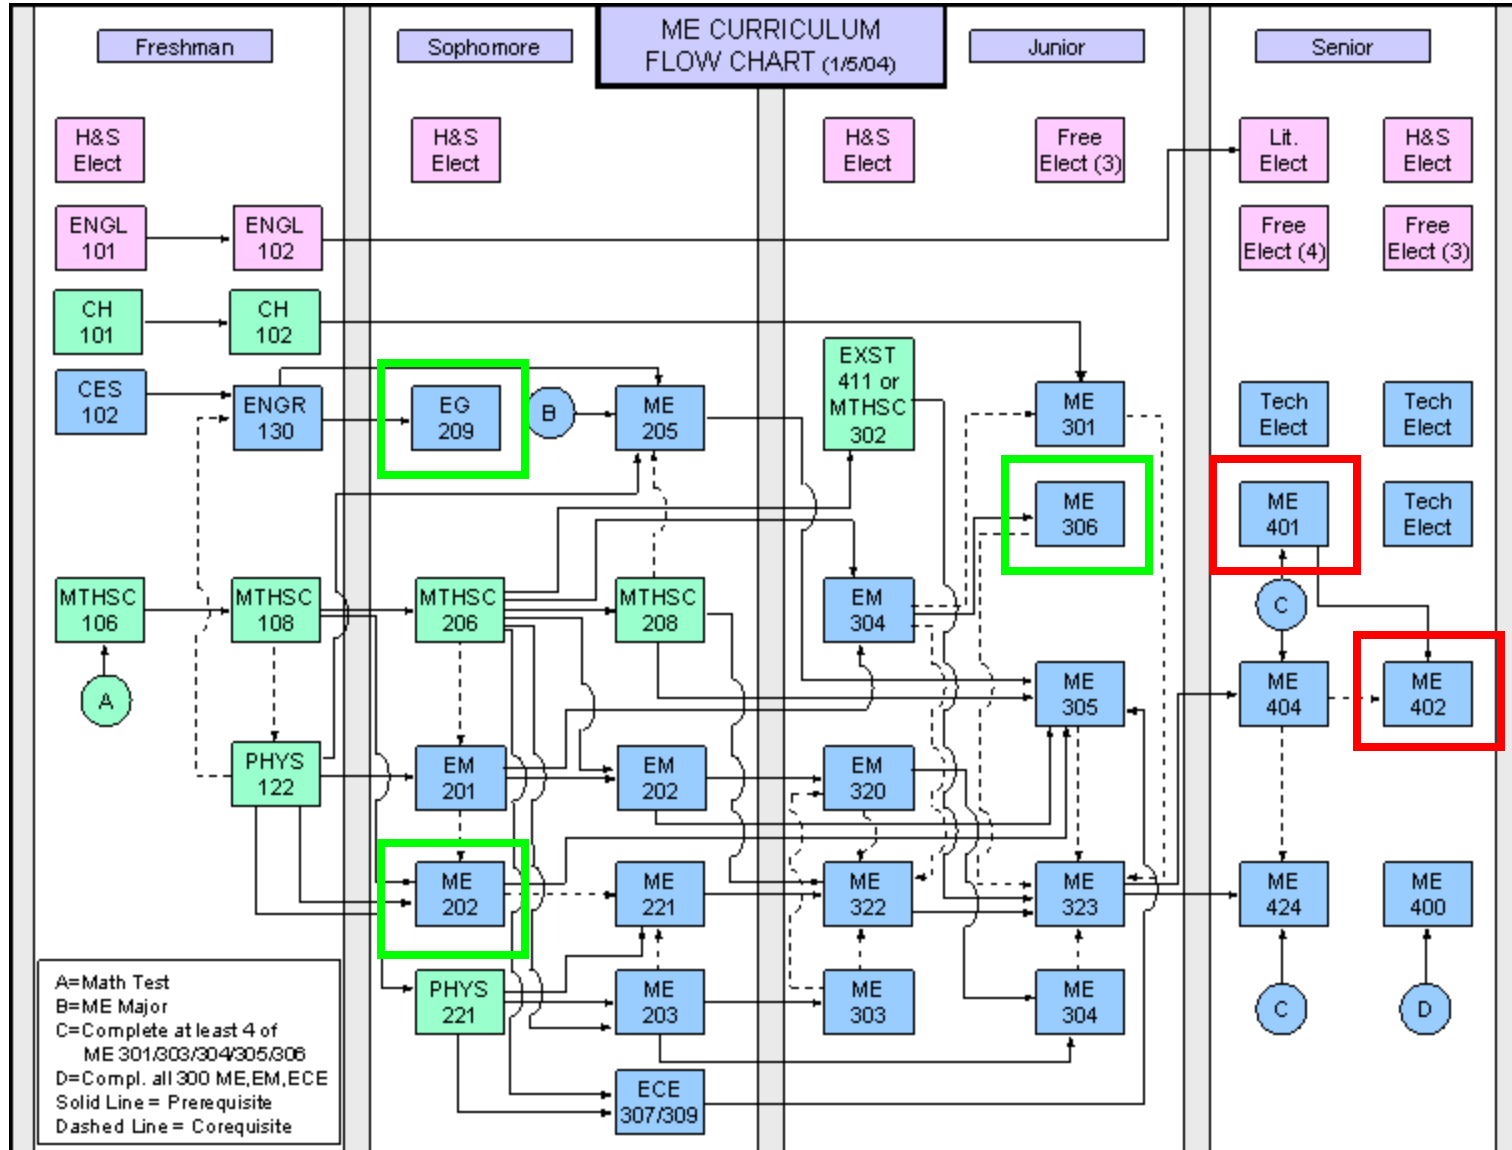 ME CURRICULUM
FLOW CHART (1/5/04)
Freshman
Sophomore
Junior
Senior
H&S
Elect
H&S
Elect
H&S
Elect
Free
Elect (3)
Lit.
Elect
H&S
Elect
ENGL
101
ENGL
102
Free
Elect (4)
Free
Elect (3)
CH
101
CH
102
EXST
411 or
MTHSC
302
CES
102
ENGR
130
EG
209
B
ME
205
ME
301
Tech
Elect
Tech
Elect
ME
306
ME
401
Tech
Elect
MTHSC
106
MTHSC
108
MTHSC
206
MTHSC
208
EM
304
C
A
ME
305
ME
404
ME
402
PHYS
122
EM
201
EM
202
EM
320
ME
202
ME
221
ME
322
ME
323
ME
424
ME
400
PHYS
221
ME
203
ME
303
ME
304
C
D
ECE
307/309
A=Math Test
B=ME Major
C=Complete at least 4 of
ME 301/303/304/305/306
D=Compl. all 300 ME,EM,ECE
Solid Line = Prerequisite
Dashed Line = Corequisite